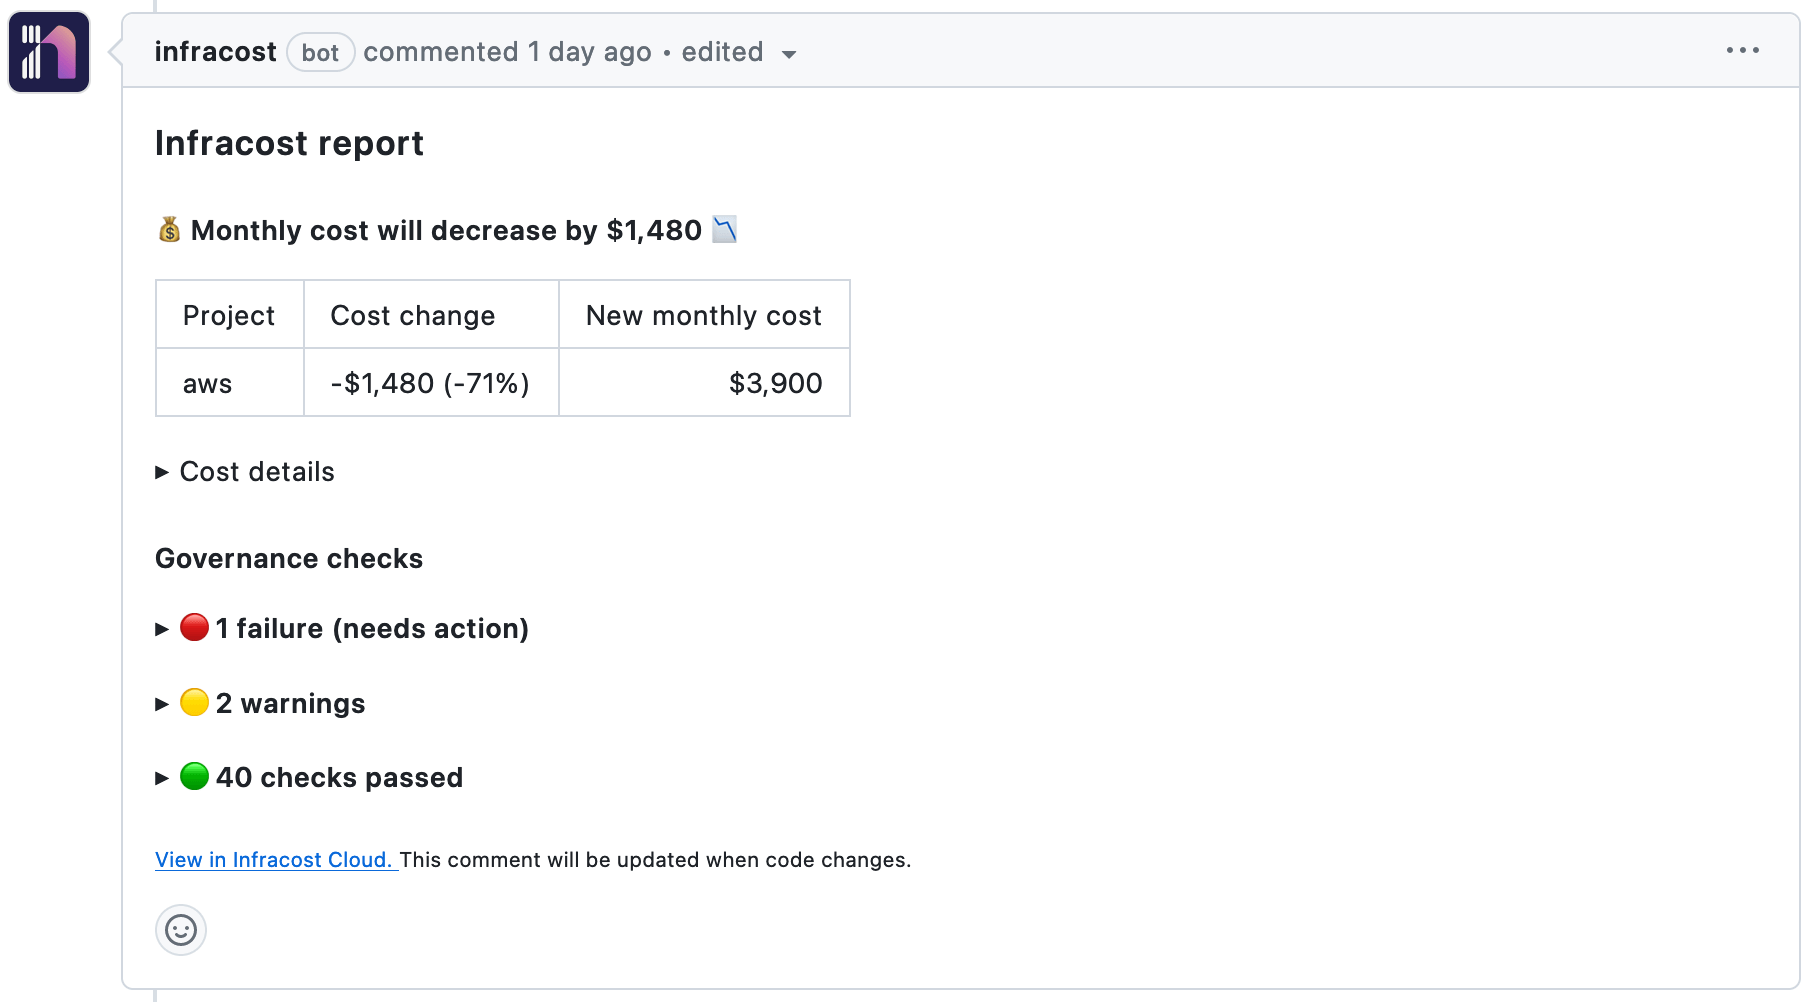 infracost bot commented 1 day ago • edited
Infracost report
💰 Monthly cost will decrease by $1,480 📉
Project Cost change New monthly cost
aws -$1,480 (-71%) $3,900
▶ Cost details
Governance checks
▶ 🔴 1 failure (needs action)
▶ 🟡 2 warnings
▶ 🟢 40 checks passed
View in Infracost Cloud. This comment will be updated when code changes.